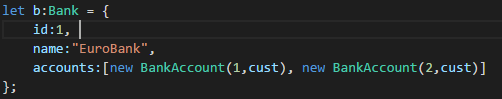 let b:Bank = {
    id:1,
    name:"EuroBank",
    accounts:[new BankAccount(1,cust), new BankAccount(2,cust)]
};